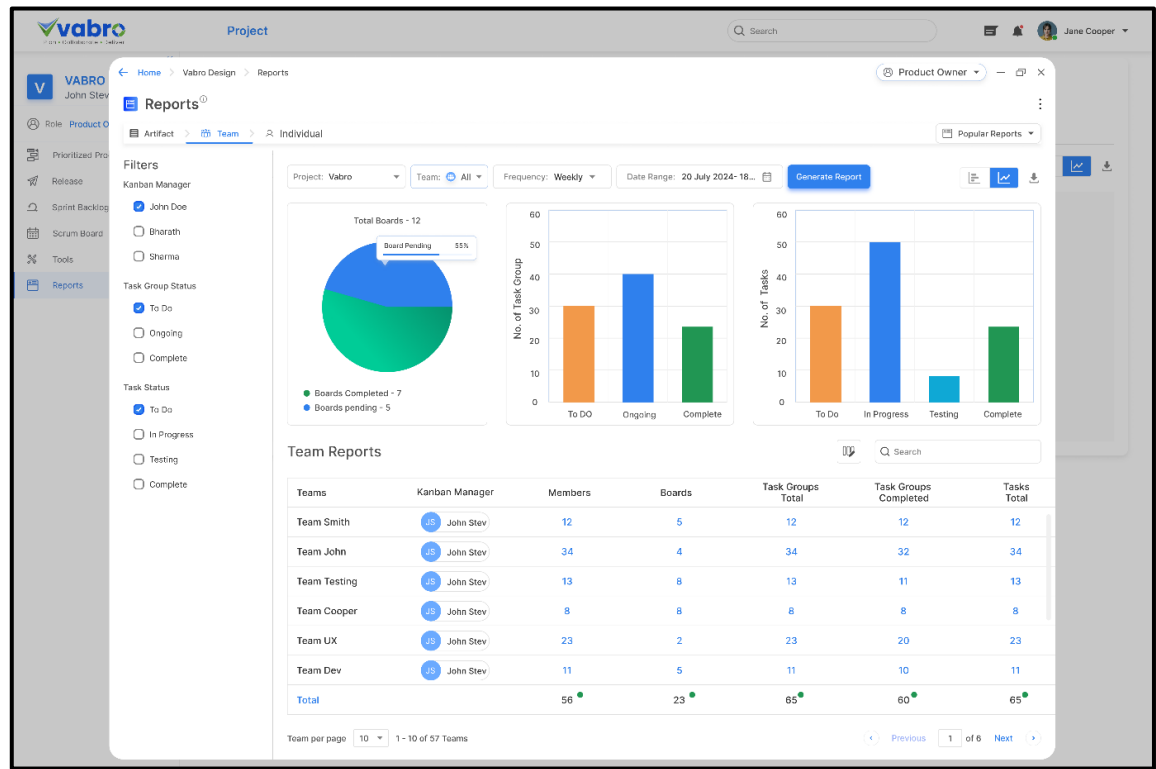 vabro
Plan • Collaborate • Deliver
Project
Search
Jane Cooper
V
VABRO
John Stev
Role Product O
Prioritized Pro
Release
Sprint Backlog
Scrum Board
Tools
Reports
Home > Vabro Design > Reports
Product Owner
Reports
Artifact > Team > Individual
Popular Reports
Filters
Kanban Manager
John Doe
Bharath
Sharma
Task Group Status
To Do
Ongoing
Complete
Task Status
To Do
In Progress
Testing
Complete
Project: Vabro
Team: All
Frequency: Weekly
Date Range: 20 July 2024- 18...
Generate Report
Total Boards - 12
Board Pending 55%
Boards Completed - 7
Boards pending - 5
No. of Task Group
60
50
40
30
20
10
0
To DO Ongoing Complete
No. of Tasks
60
50
40
30
20
10
0
To Do In Progress Testing Complete
Team Reports
Search
Teams Kanban Manager Members Boards Task Groups Total Task Groups Completed Tasks Total
Team Smith JS John Stev 12 5 12 12 12
Team John JS John Stev 34 4 34 32 34
Team Testing JS John Stev 13 8 13 11 13
Team Cooper JS John Stev 8 8 8 8 8
Team UX JS John Stev 23 2 23 20 23
Team Dev JS John Stev 11 5 11 10 11
Total 56 23 65 60 65
Team per page 10 1 - 10 of 57 Teams
Previous 1 of 6 Next